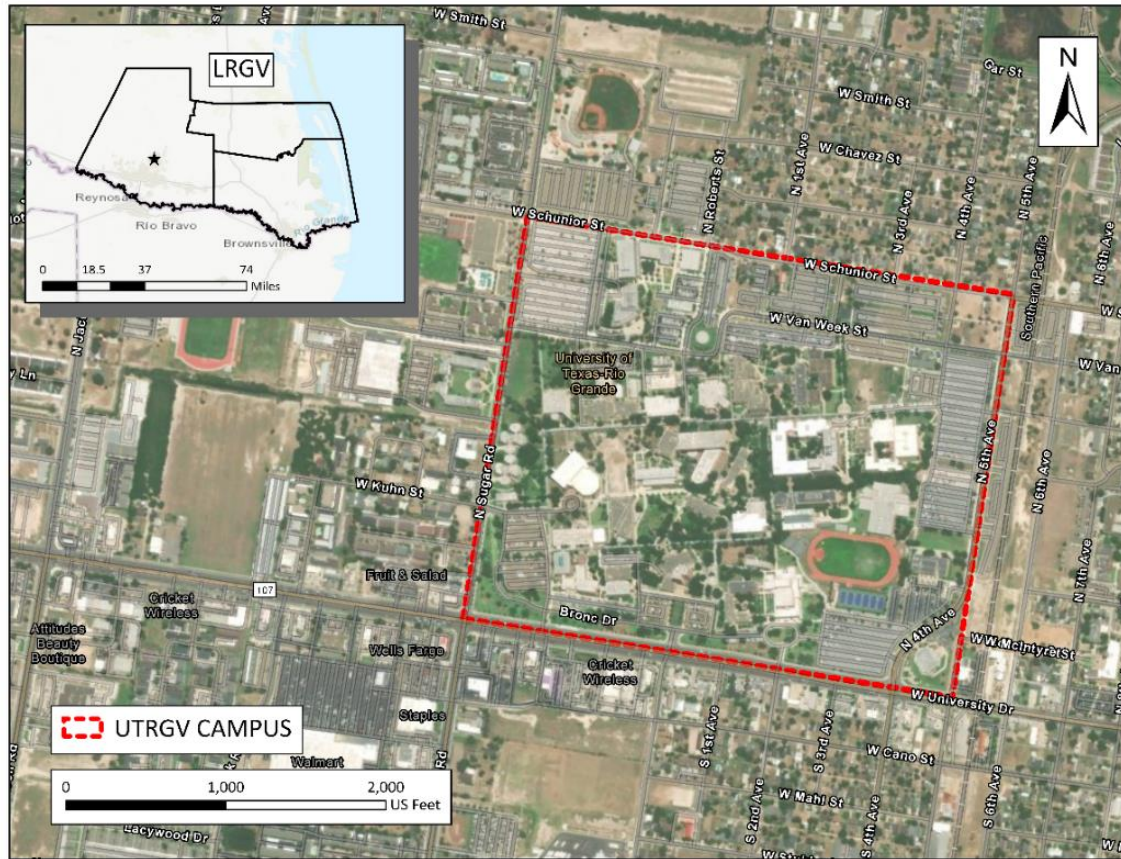 W Smith St
LRGV
Reynosa
Rio Bravo
Brownsville
Rio Grande
0 18.5 37 74
Miles
N
Gar St
W Smith St
W Chavez St
N 1st Ave
N Roberts St
N 3rd Ave
N 4th Ave
N 5th Ave
N 6th Ave
W Schunior St
W Schunior St
Southern Pacific
W Van Week St
W Van
University of
Texas-Rio
Grande
N Jac
y Ln
N Sugar Rd
N 5th Ave
N 6th Ave
W Kuhn St
N 7th Ave
Fruit & Salad
107
Cricket
Wireless
Bronc Dr
N 4th Ave
Attitudes
Beauty
Boutique
Wells Fargo
Cricket
Wireless
McIntyre St
W University Dr
UTRGV CAMPUS
Staples
S 1st Ave
S 3rd Ave
W Cano St
Walmart
Rd
0 1,000 2,000
US Feet
S 2nd Ave
W Mahl St
S 4th Ave
S 6th Ave
Lacywood Dr